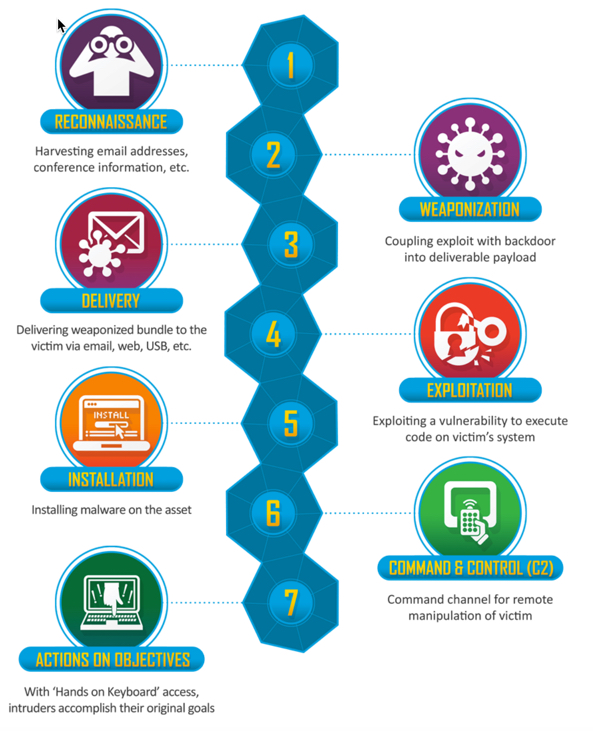 1
RECONNAISSANCE
Harvesting email addresses,
conference information, etc.
2
WEAPONIZATION
Coupling exploit with backdoor
into deliverable payload
3
DELIVERY
Delivering weaponized bundle to the
victim via email, web, USB, etc.
4
EXPLOITATION
Exploiting a vulnerability to execute
code on victim's system
5
INSTALL
INSTALLATION
Installing malware on the asset
6
COMMAND & CONTROL (C2)
Command channel for remote
manipulation of victim
7
ACTIONS ON OBJECTIVES
With 'Hands on Keyboard' access,
intruders accomplish their original goals